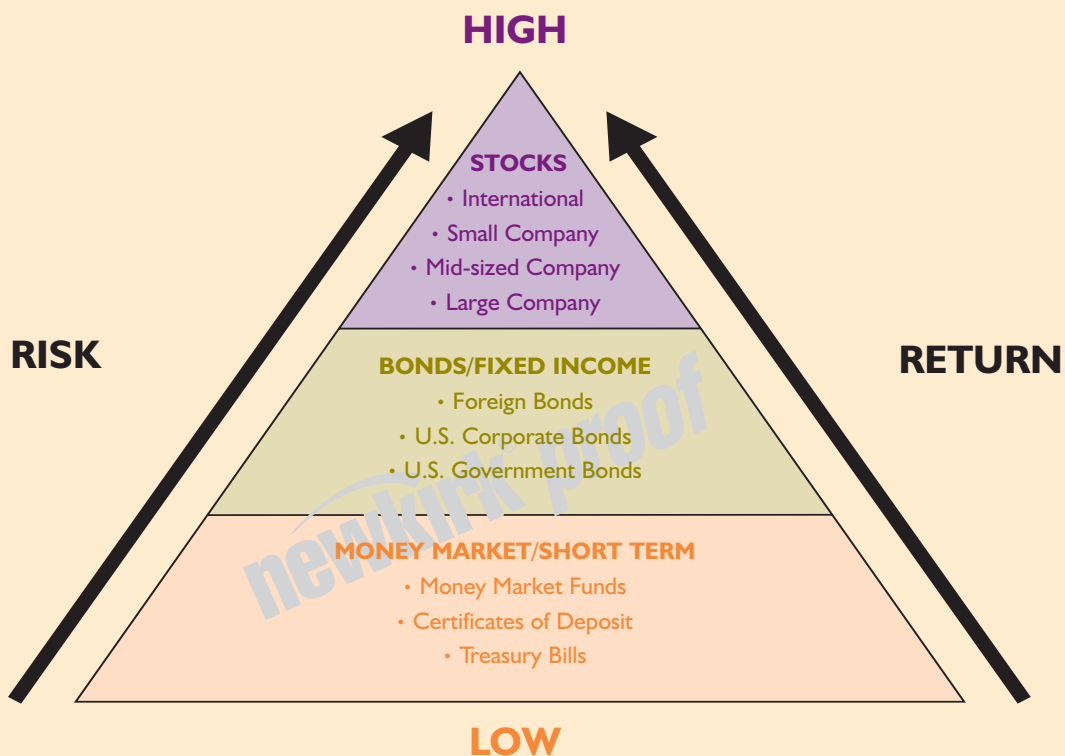 HIGH
STOCKS
• International
• Small Company
• Mid-sized Company
• Large Company
RISK
RETURN
BONDS/FIXED INCOME
• Foreign Bonds
• U.S. Corporate Bonds
• U.S. Government Bonds
newkirk proof
MONEY MARKET/SHORT TERM
• Money Market Funds
• Certificates of Deposit
• Treasury Bills
LOW